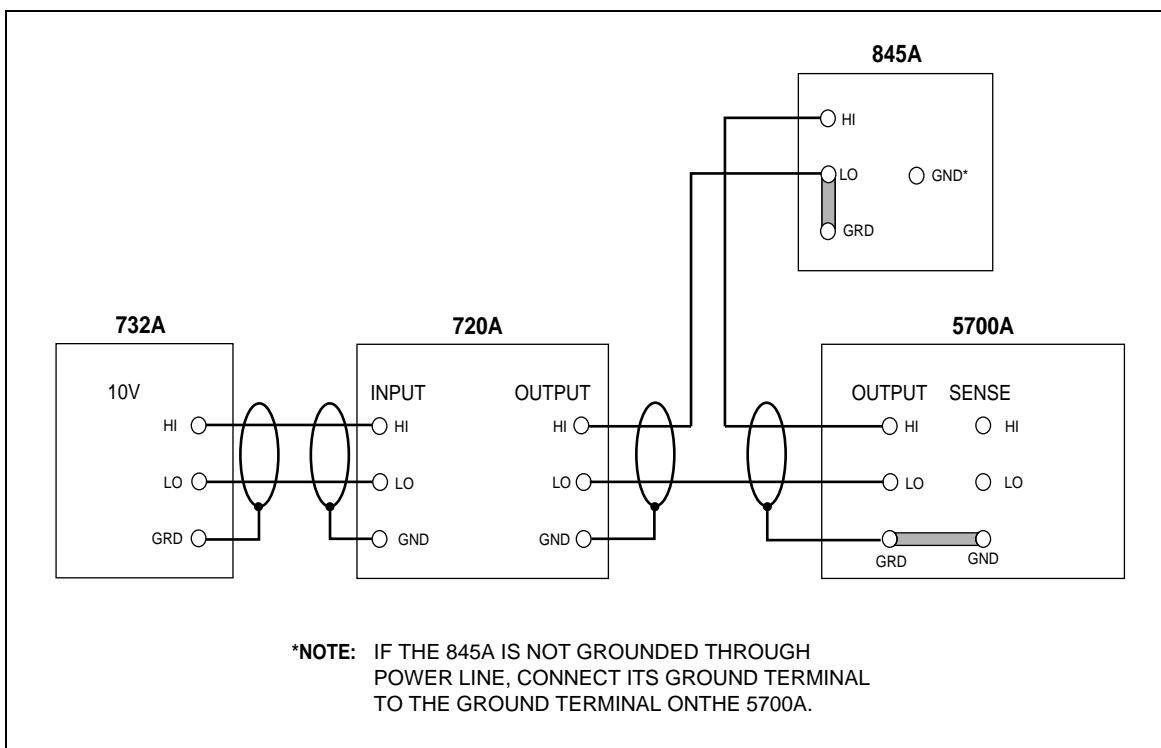 845A
HI
LO
GND*
GRD
732A
10V
HI
LO
GRD
720A
INPUT
OUTPUT
HI
HI
LO
LO
GND
GND
5700A
OUTPUT
SENSE
HI
HI
LO
LO
GRD
GND
*NOTE: IF THE 845A IS NOT GROUNDED THROUGH
POWER LINE, CONNECT ITS GROUND TERMINAL
TO THE GROUND TERMINAL ONTHE 5700A.